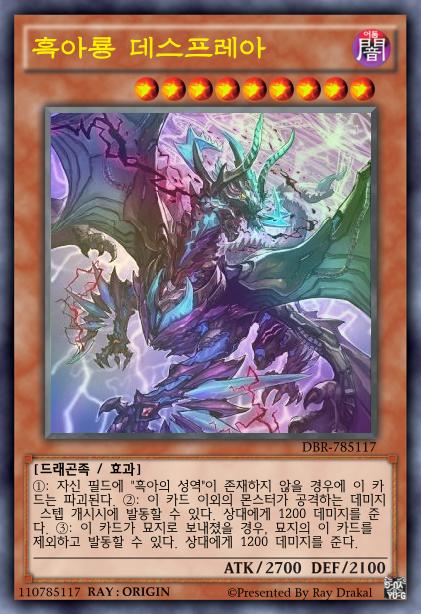 흑아룡 데스프레아
어둠
闇
DBR-785117
[드래곤족 / 효과]
①: 자신 필드에 "흑아의 성역"이 존재하지 않을 경우에 이 카
드는 파괴된다. ②: 이 카드 이외의 몬스터가 공격하는 데미지
스텝 개시시에 발동할 수 있다. 상대에게 1200 데미지를 준
다. ③: 이 카드가 묘지로 보내졌을 경우, 묘지의 이 카드를
제외하고 발동할 수 있다. 상대에게 1200 데미지를 준다.
ATK/2700 DEF/2100
110785117 RAY : ORIGIN ©Presented By Ray Drakal